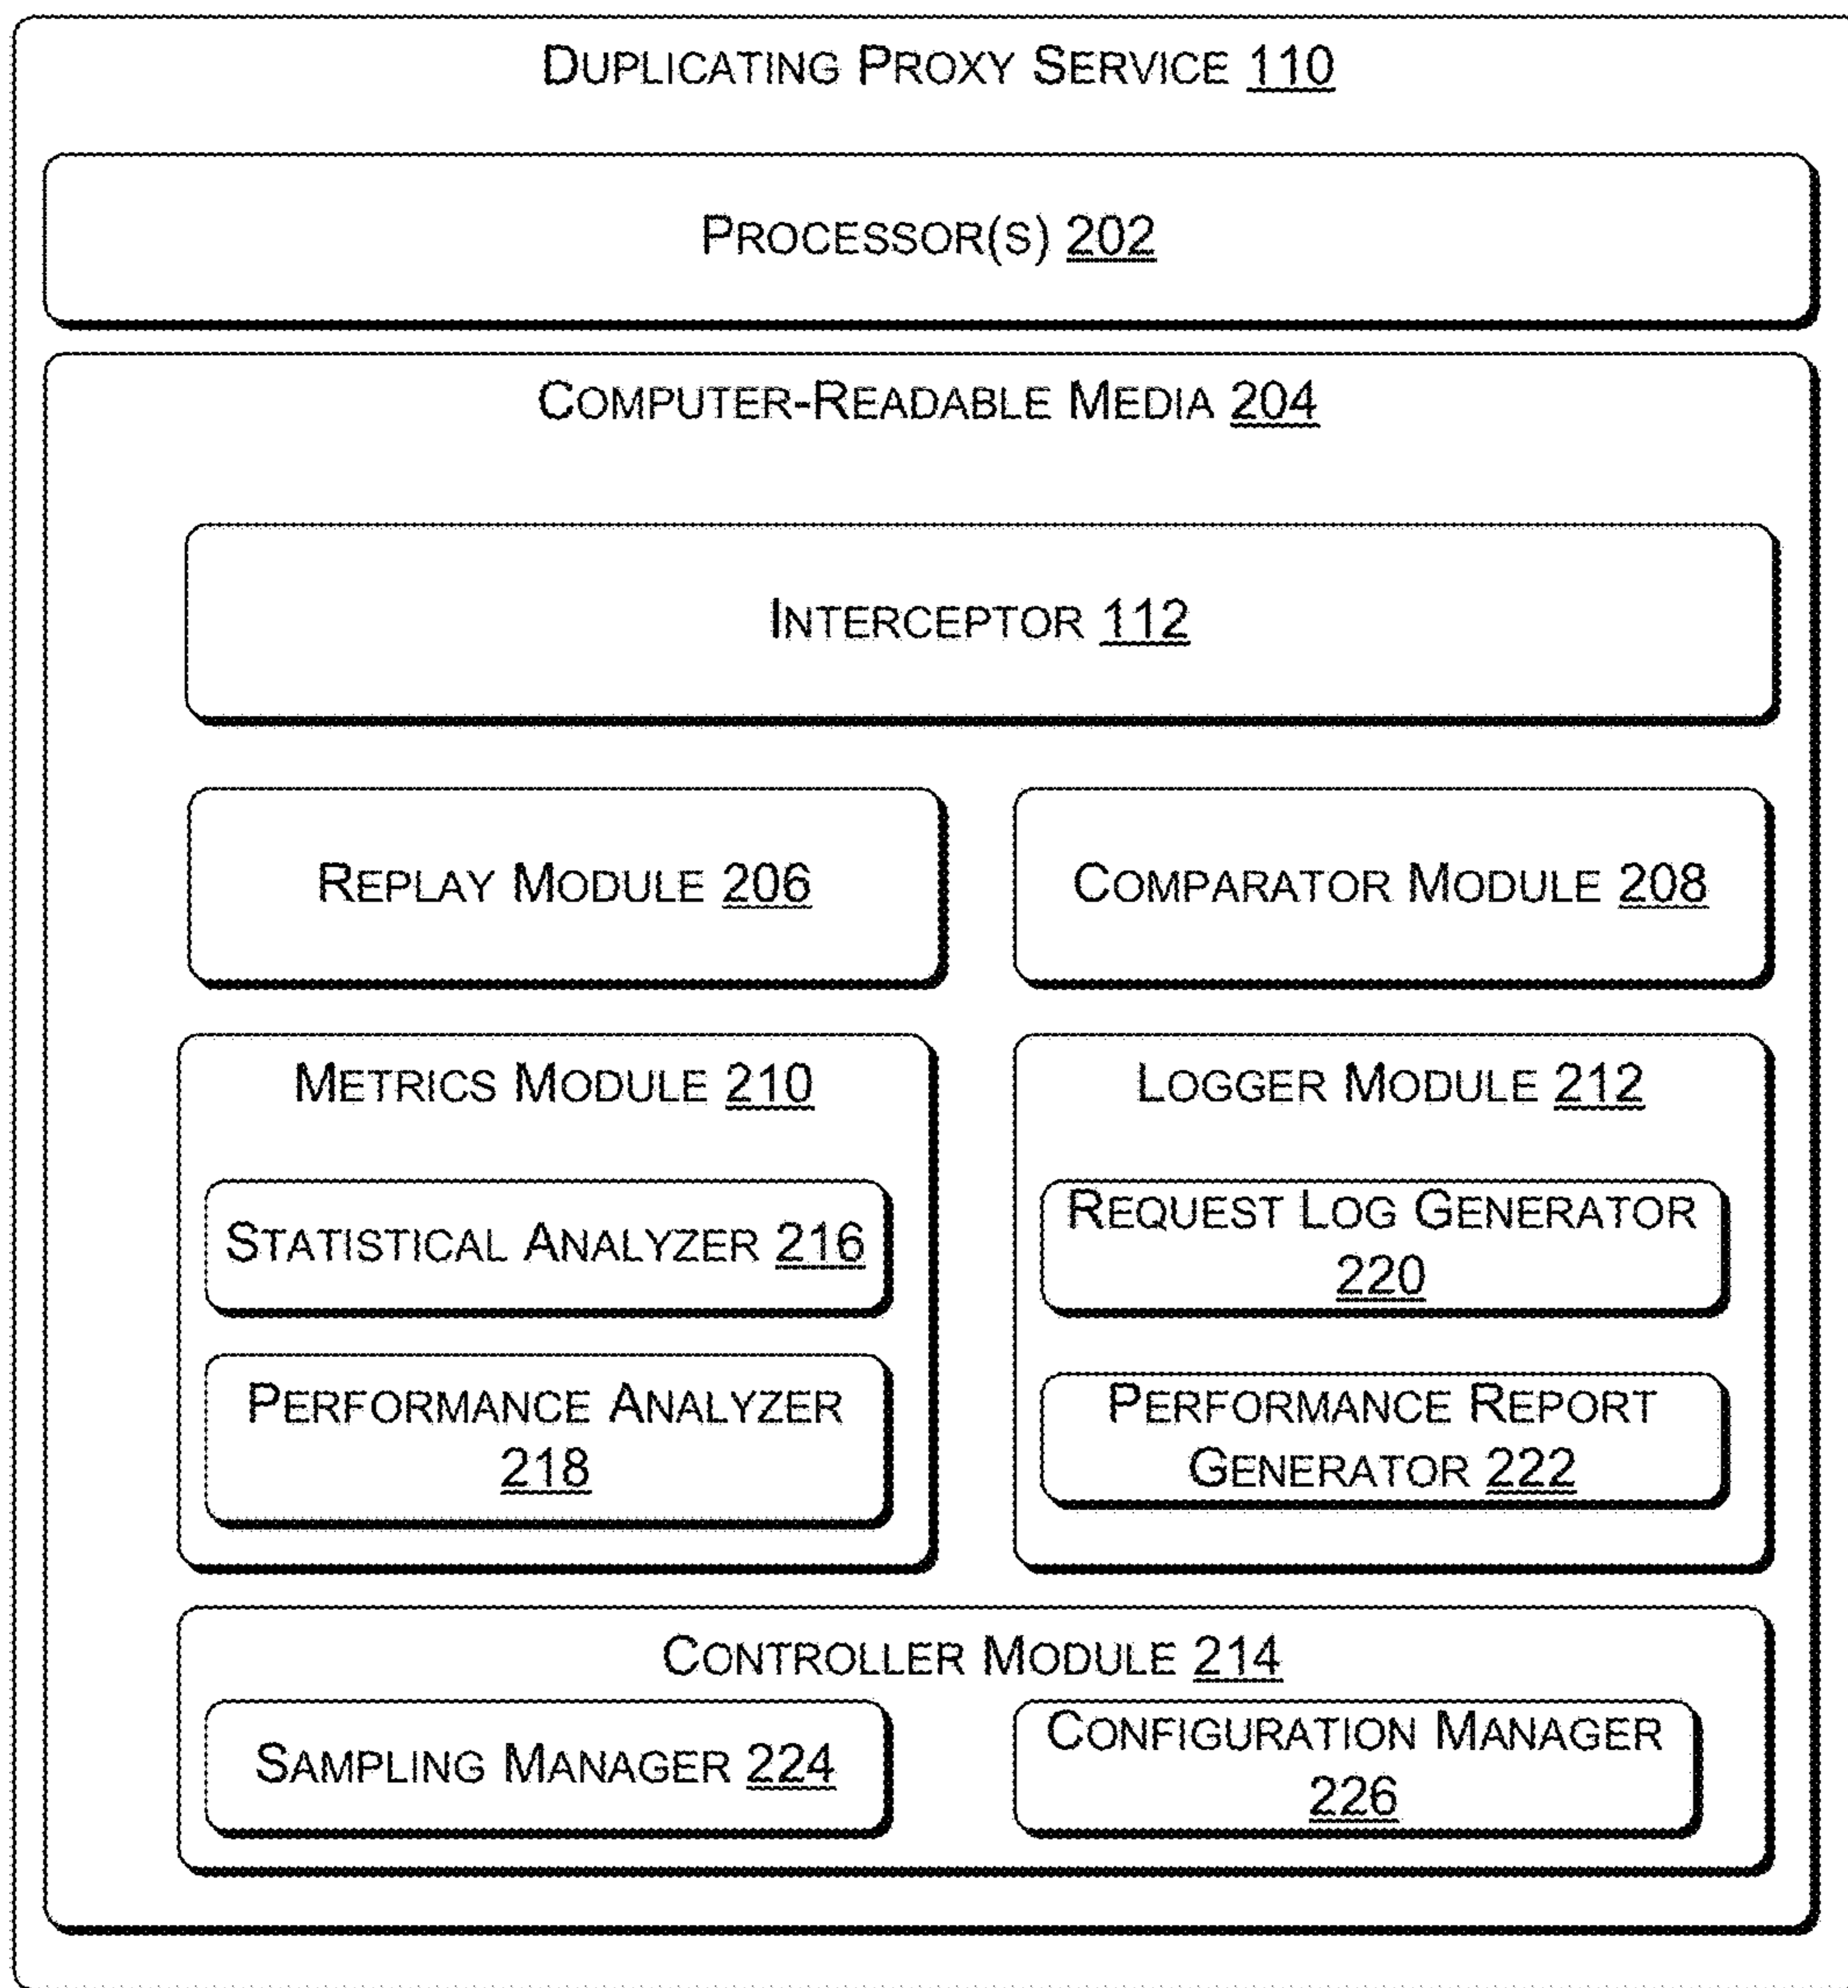 DUPLICATING PROXY SERVICE 110
PROCESSOR(S) 202
COMPUTER-READABLE MEDIA 204
INTERCEPTOR 112
REPLAY MODULE 206
COMPARATOR MODULE 208
METRICS MODULE 210
STATISTICAL ANALYZER 216
PERFORMANCE ANALYZER
218
LOGGER MODULE 212
REQUEST LOG GENERATOR
220
PERFORMANCE REPORT
GENERATOR 222
CONTROLLER MODULE 214
SAMPLING MANAGER 224
CONFIGURATION MANAGER
226